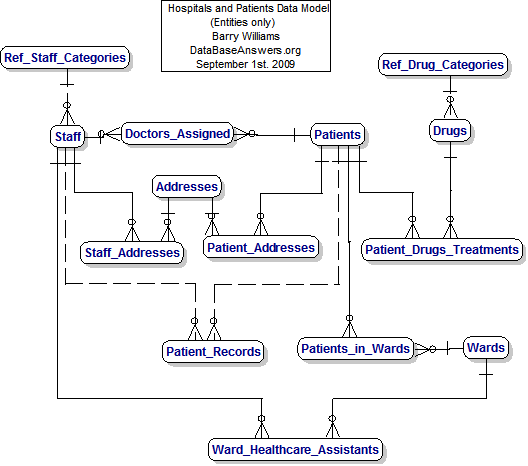 Hospitals and Patients Data Model
(Entities only)
Barry Williams
DataBaseAnswers.org
September 1st. 2009
Ref_Staff_Categories
Ref_Drug_Categories
Staff
Doctors_Assigned
Patients
Drugs
Addresses
Staff_Addresses
Patient_Addresses
Patient_Drugs_Treatments
Patient_Records
Patients_in_Wards
Wards
Ward_Healthcare_Assistants